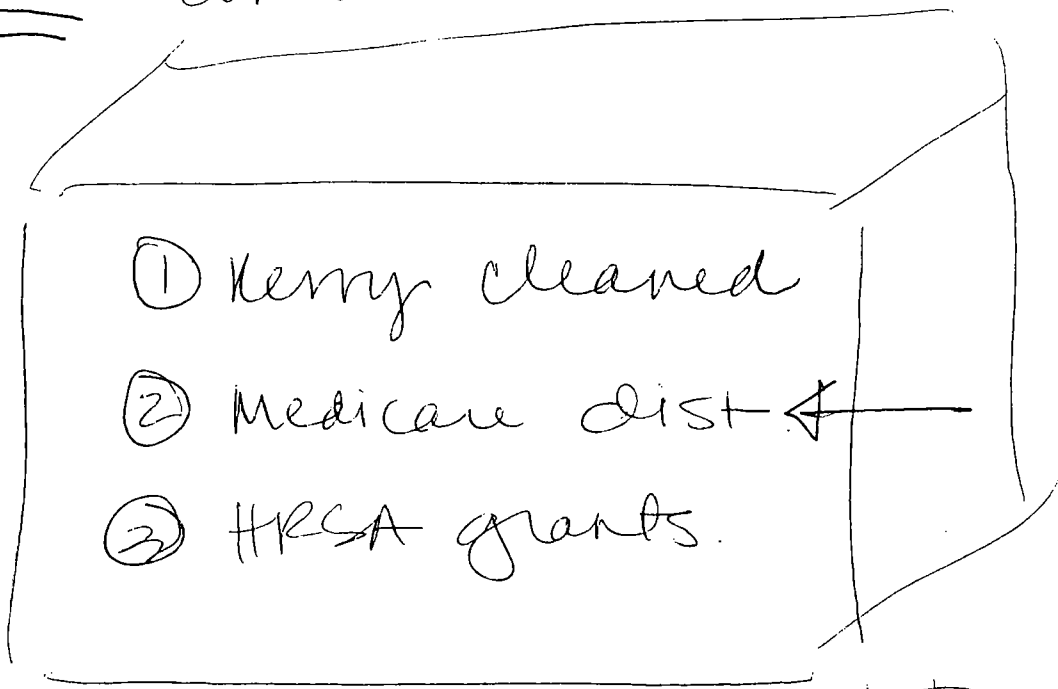 ① Kerry cleared
② Medicare dist
③ HRSA grants.